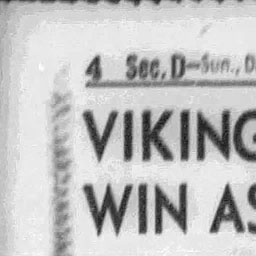 4 Sec. D—Sun., D
VIKING
WIN AS